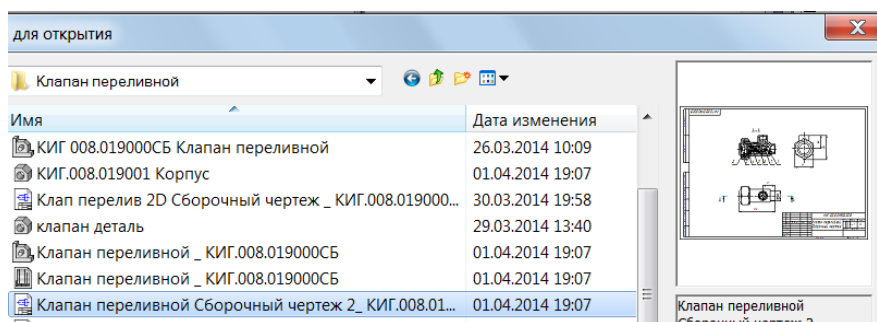 для открытия
X
Клапан переливной
Имя Дата изменения
КИГ 008.019000СБ Клапан переливной 26.03.2014 10:09
КИГ.008.019001 Корпус 01.04.2014 19:07
Клап перелив 2D Сборочный чертеж _ КИГ.008.019000... 30.03.2014 19:58
клапан деталь 29.03.2014 13:40
Клапан переливной _ КИГ.008.019000СБ 01.04.2014 19:07
Клапан переливной _ КИГ.008.019000СБ 01.04.2014 19:07
Клапан переливной Сборочный чертеж 2_ КИГ.008.01... 01.04.2014 19:07
Клапан переливной
Сборочный чертеж 2